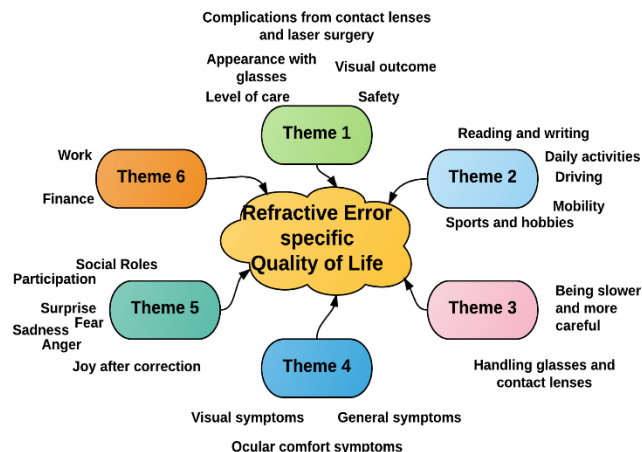 Complications from contact lenses
and laser surgery
Appearance with
glasses
Visual outcome
Level of care
Safety
Theme 1
Reading and writing
Daily activities
Driving
Mobility
Sports and hobbies
Theme 2
Work
Finance
Theme 6
Refractive Error
specific
Quality of Life
Social Roles
Participation
Surprise
Fear
Sadness
Anger
Joy after correction
Theme 5
Theme 3
Being slower
and more
careful
Handling glasses and
contact lenses
Theme 4
Visual symptoms
General symptoms
Ocular comfort symptoms